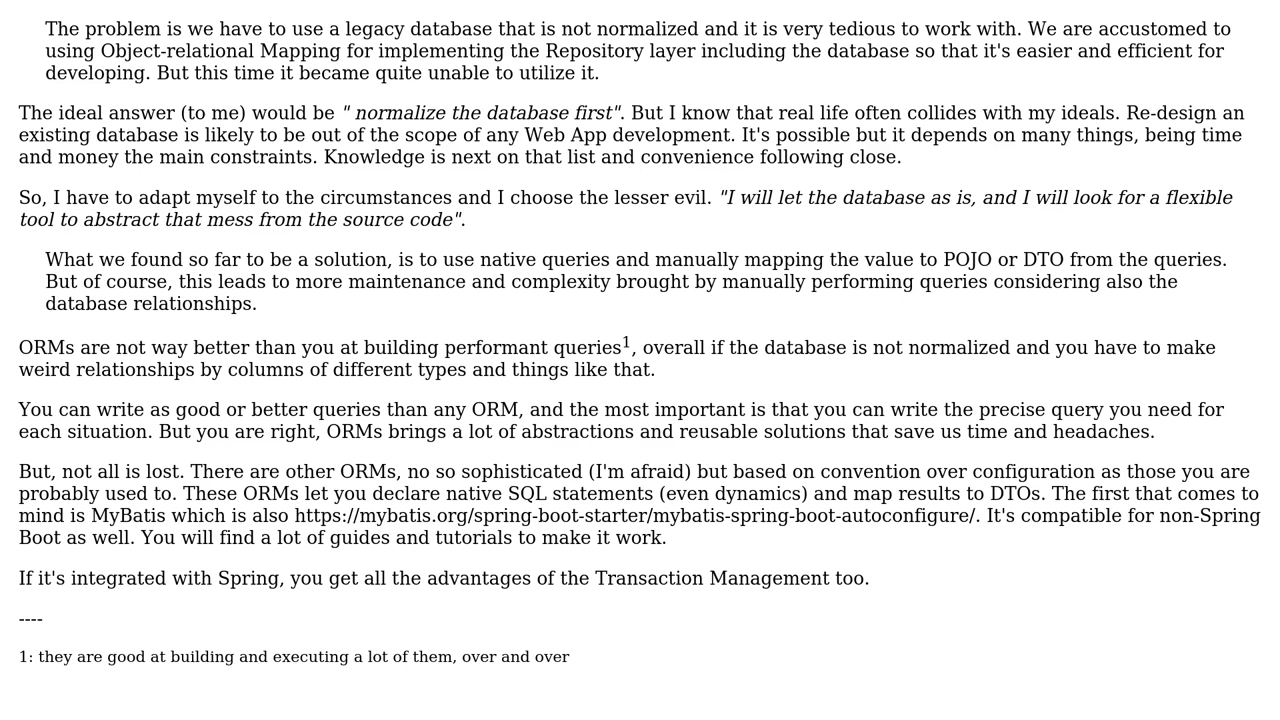 The problem is we have to use a legacy database that is not normalized and it is very tedious to work with. We are accustomed to
using Object-relational Mapping for implementing the Repository layer including the database so that it's easier and efficient for
developing. But this time it became quite unable to utilize it.
The ideal answer (to me) would be " normalize the database first". But I know that real life often collides with my ideals. Re-design an
existing database is likely to be out of the scope of any Web App development. It's possible but it depends on many things, being time
and money the main constraints. Knowledge is next on that list and convenience following close.
So, I have to adapt myself to the circumstances and I choose the lesser evil. "I will let the database as is, and I will look for a flexible
tool to abstract that mess from the source code".
What we found so far to be a solution, is to use native queries and manually mapping the value to POJO or DTO from the queries.
But of course, this leads to more maintenance and complexity brought by manually performing queries considering also the
database relationships.
ORMs are not way better than you at building performant queries1, overall if the database is not normalized and you have to make
weird relationships by columns of different types and things like that.
You can write as good or better queries than any ORM, and the most important is that you can write the precise query you need for
each situation. But you are right, ORMs brings a lot of abstractions and reusable solutions that save us time and headaches.
But, not all is lost. There are other ORMs, no so sophisticated (I'm afraid) but based on convention over configuration as those you are
probably used to. These ORMs let you declare native SQL statements (even dynamics) and map results to DTOs. The first that comes to
mind is MyBatis which is also https://mybatis.org/spring-boot-starter/mybatis-spring-boot-autoconfigure/. It's compatible for non-Spring
Boot as well. You will find a lot of guides and tutorials to make it work.
If it's integrated with Spring, you get all the advantages of the Transaction Management too.
----
1: they are good at building and executing a lot of them, over and over